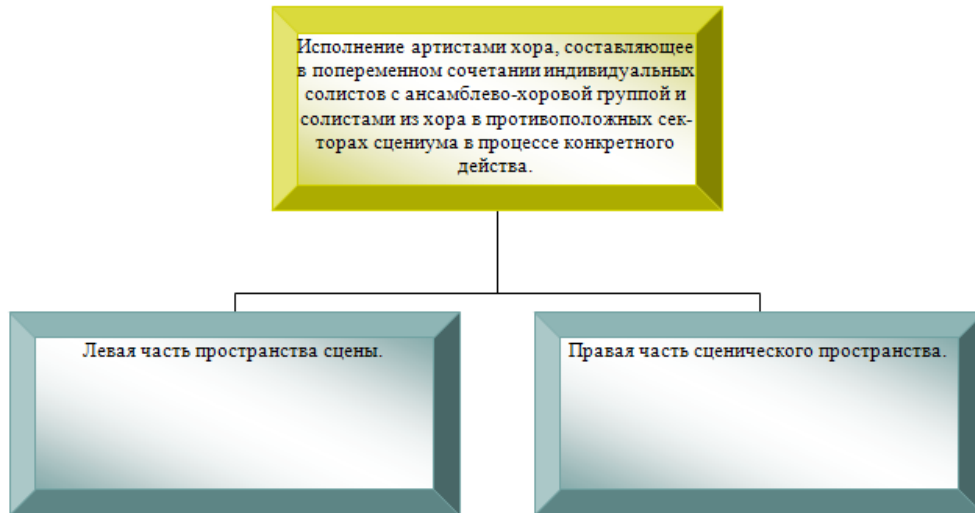 Исполнение артистами хора, составляющее
в попеременном сочетании индивидуальных
солистов с ансамблево-хоровой группой и
солистами из хора в противоположных сек-
торах сцениума в процессе конкретного
действа.
Левая часть пространства сцены.
Правая часть сценического пространства.